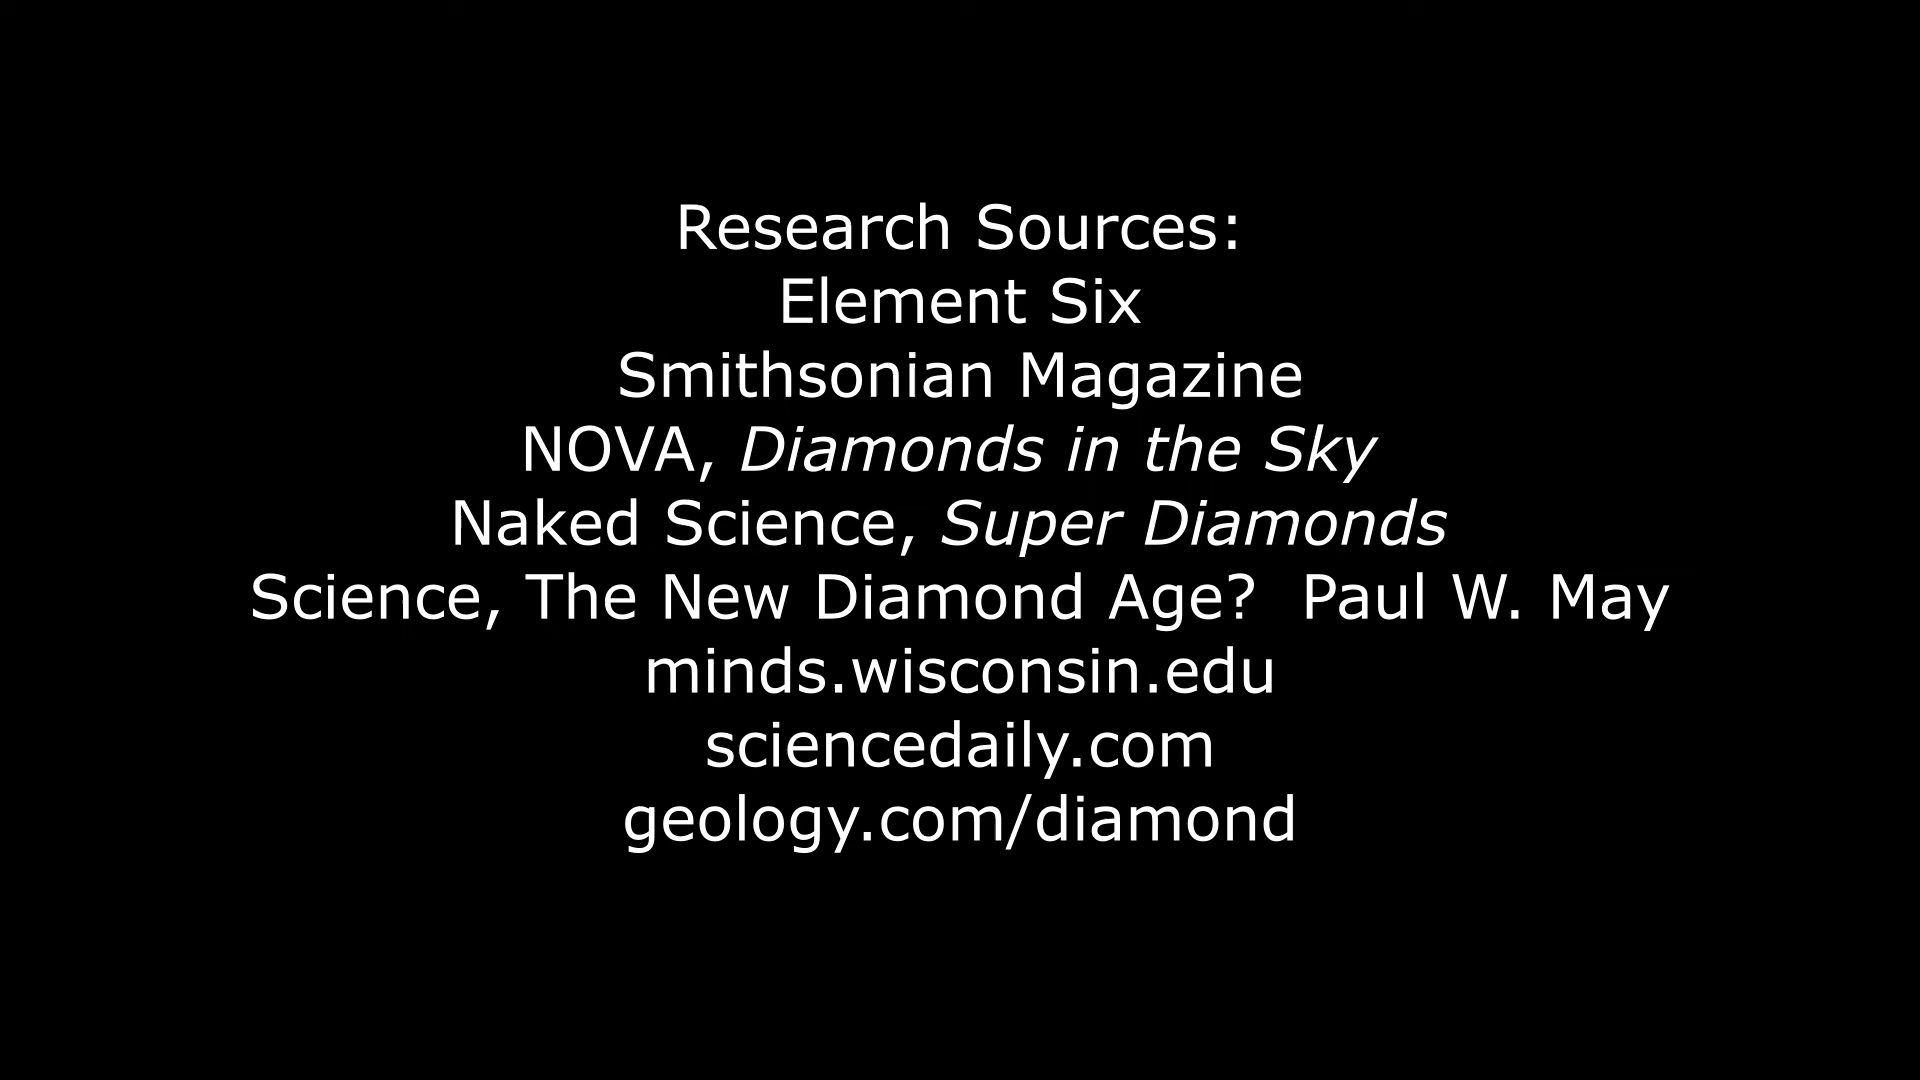 Research Sources:
Element Six
Smithsonian Magazine
NOVA, Diamonds in the Sky
Naked Science, Super Diamonds
Science, The New Diamond Age?  Paul W. May
minds.wisconsin.edu
sciencedaily.com
geology.com/diamond